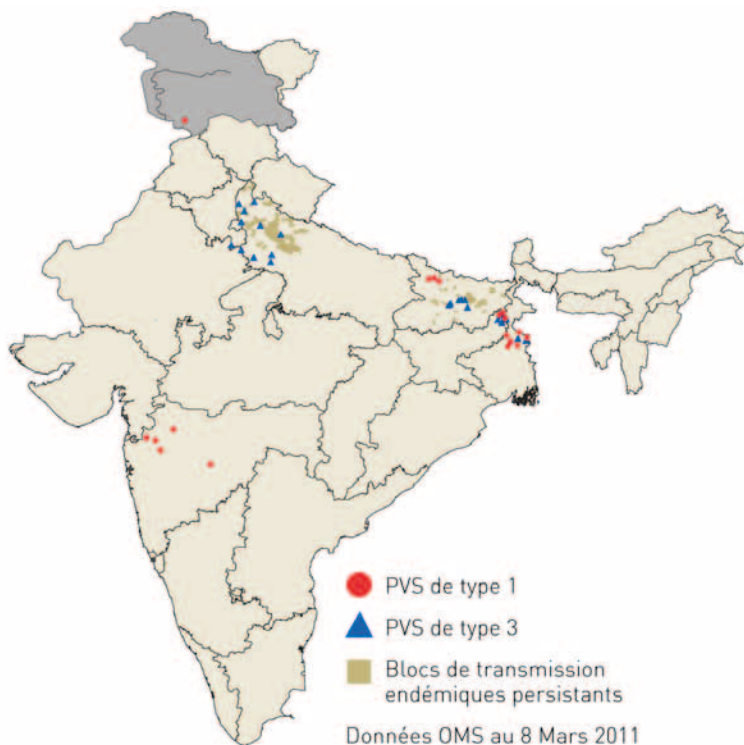 PVS de type 1
PVS de type 3
Blocs de transmission
endémiques persistants
Données OMS au 8 Mars 2011